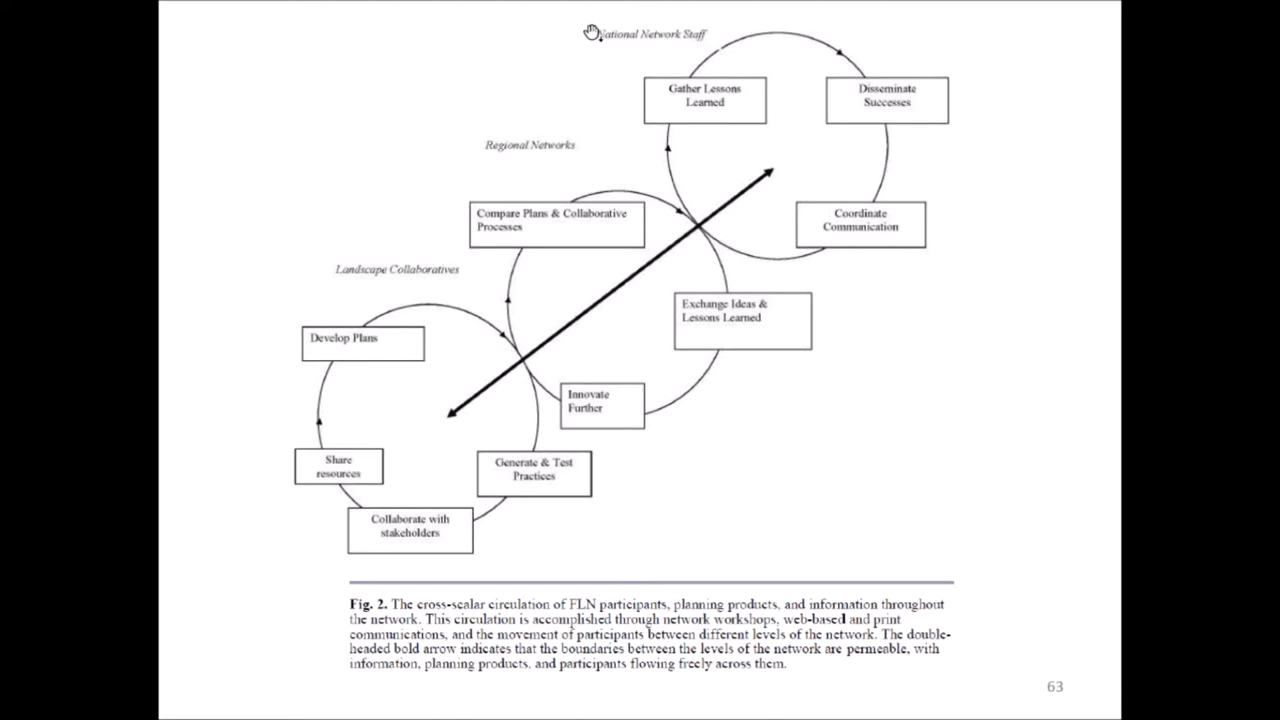 National Network Staff
Gather Lessons
Learned
Disseminate
Successes
Regional Networks
Compare Plans & Collaborative
Processes
Coordinate
Communication
Landscape Collaboratives
Exchange Ideas &
Lessons Learned
Develop Plans
Innovate
Further
Share
resources
Generate & Test
Practices
Collaborate with
stakeholders
Fig. 2. The cross-scalar circulation of FLN participants, planning products, and information throughout
the network. This circulation is accomplished through network workshops, web-based and print
communications, and the movement of participants between different levels of the network. The double-
headed bold arrow indicates that the boundaries between the levels of the network are permeable, with
information, planning products, and participants flowing freely across them.
63